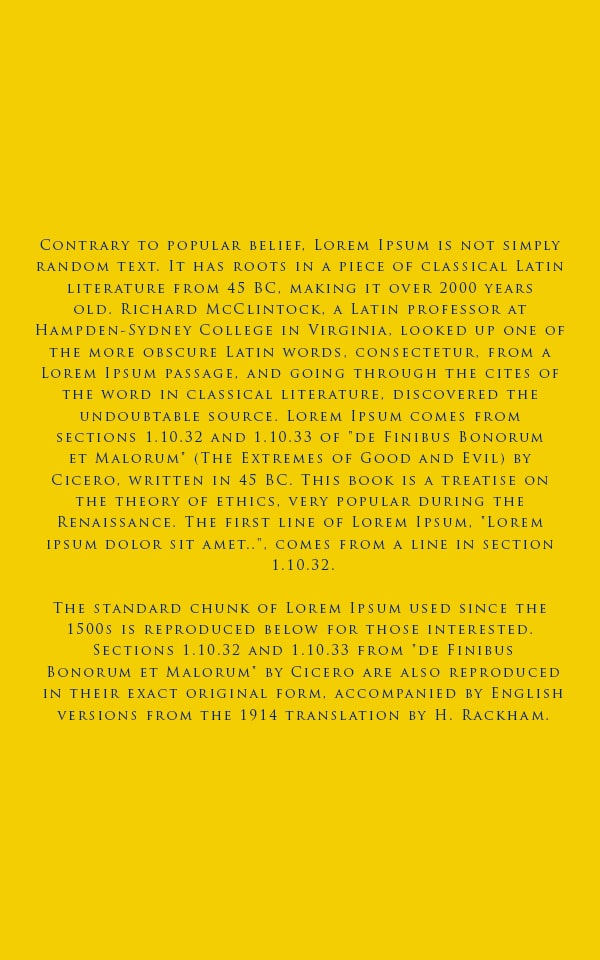 Contrary to popular belief, Lorem Ipsum is not simply
random text. It has roots in a piece of classical Latin
literature from 45 BC, making it over 2000 years
old. Richard McClintock, a Latin professor at
Hampden-Sydney College in Virginia, looked up one of
the more obscure Latin words, consectetur, from a
Lorem Ipsum passage, and going through the cites of
the word in classical literature, discovered the
undoubtable source. Lorem Ipsum comes from
sections 1.10.32 and 1.10.33 of "de Finibus Bonorum
et Malorum" (The Extremes of Good and Evil) by
Cicero, written in 45 BC. This book is a treatise on
the theory of ethics, very popular during the
Renaissance. The first line of Lorem Ipsum, "Lorem
ipsum dolor sit amet..", comes from a line in section
1.10.32.
The standard chunk of Lorem Ipsum used since the
1500s is reproduced below for those interested.
Sections 1.10.32 and 1.10.33 from "de Finibus
Bonorum et Malorum" by Cicero are also reproduced
in their exact original form, accompanied by English
versions from the 1914 translation by H. Rackham.